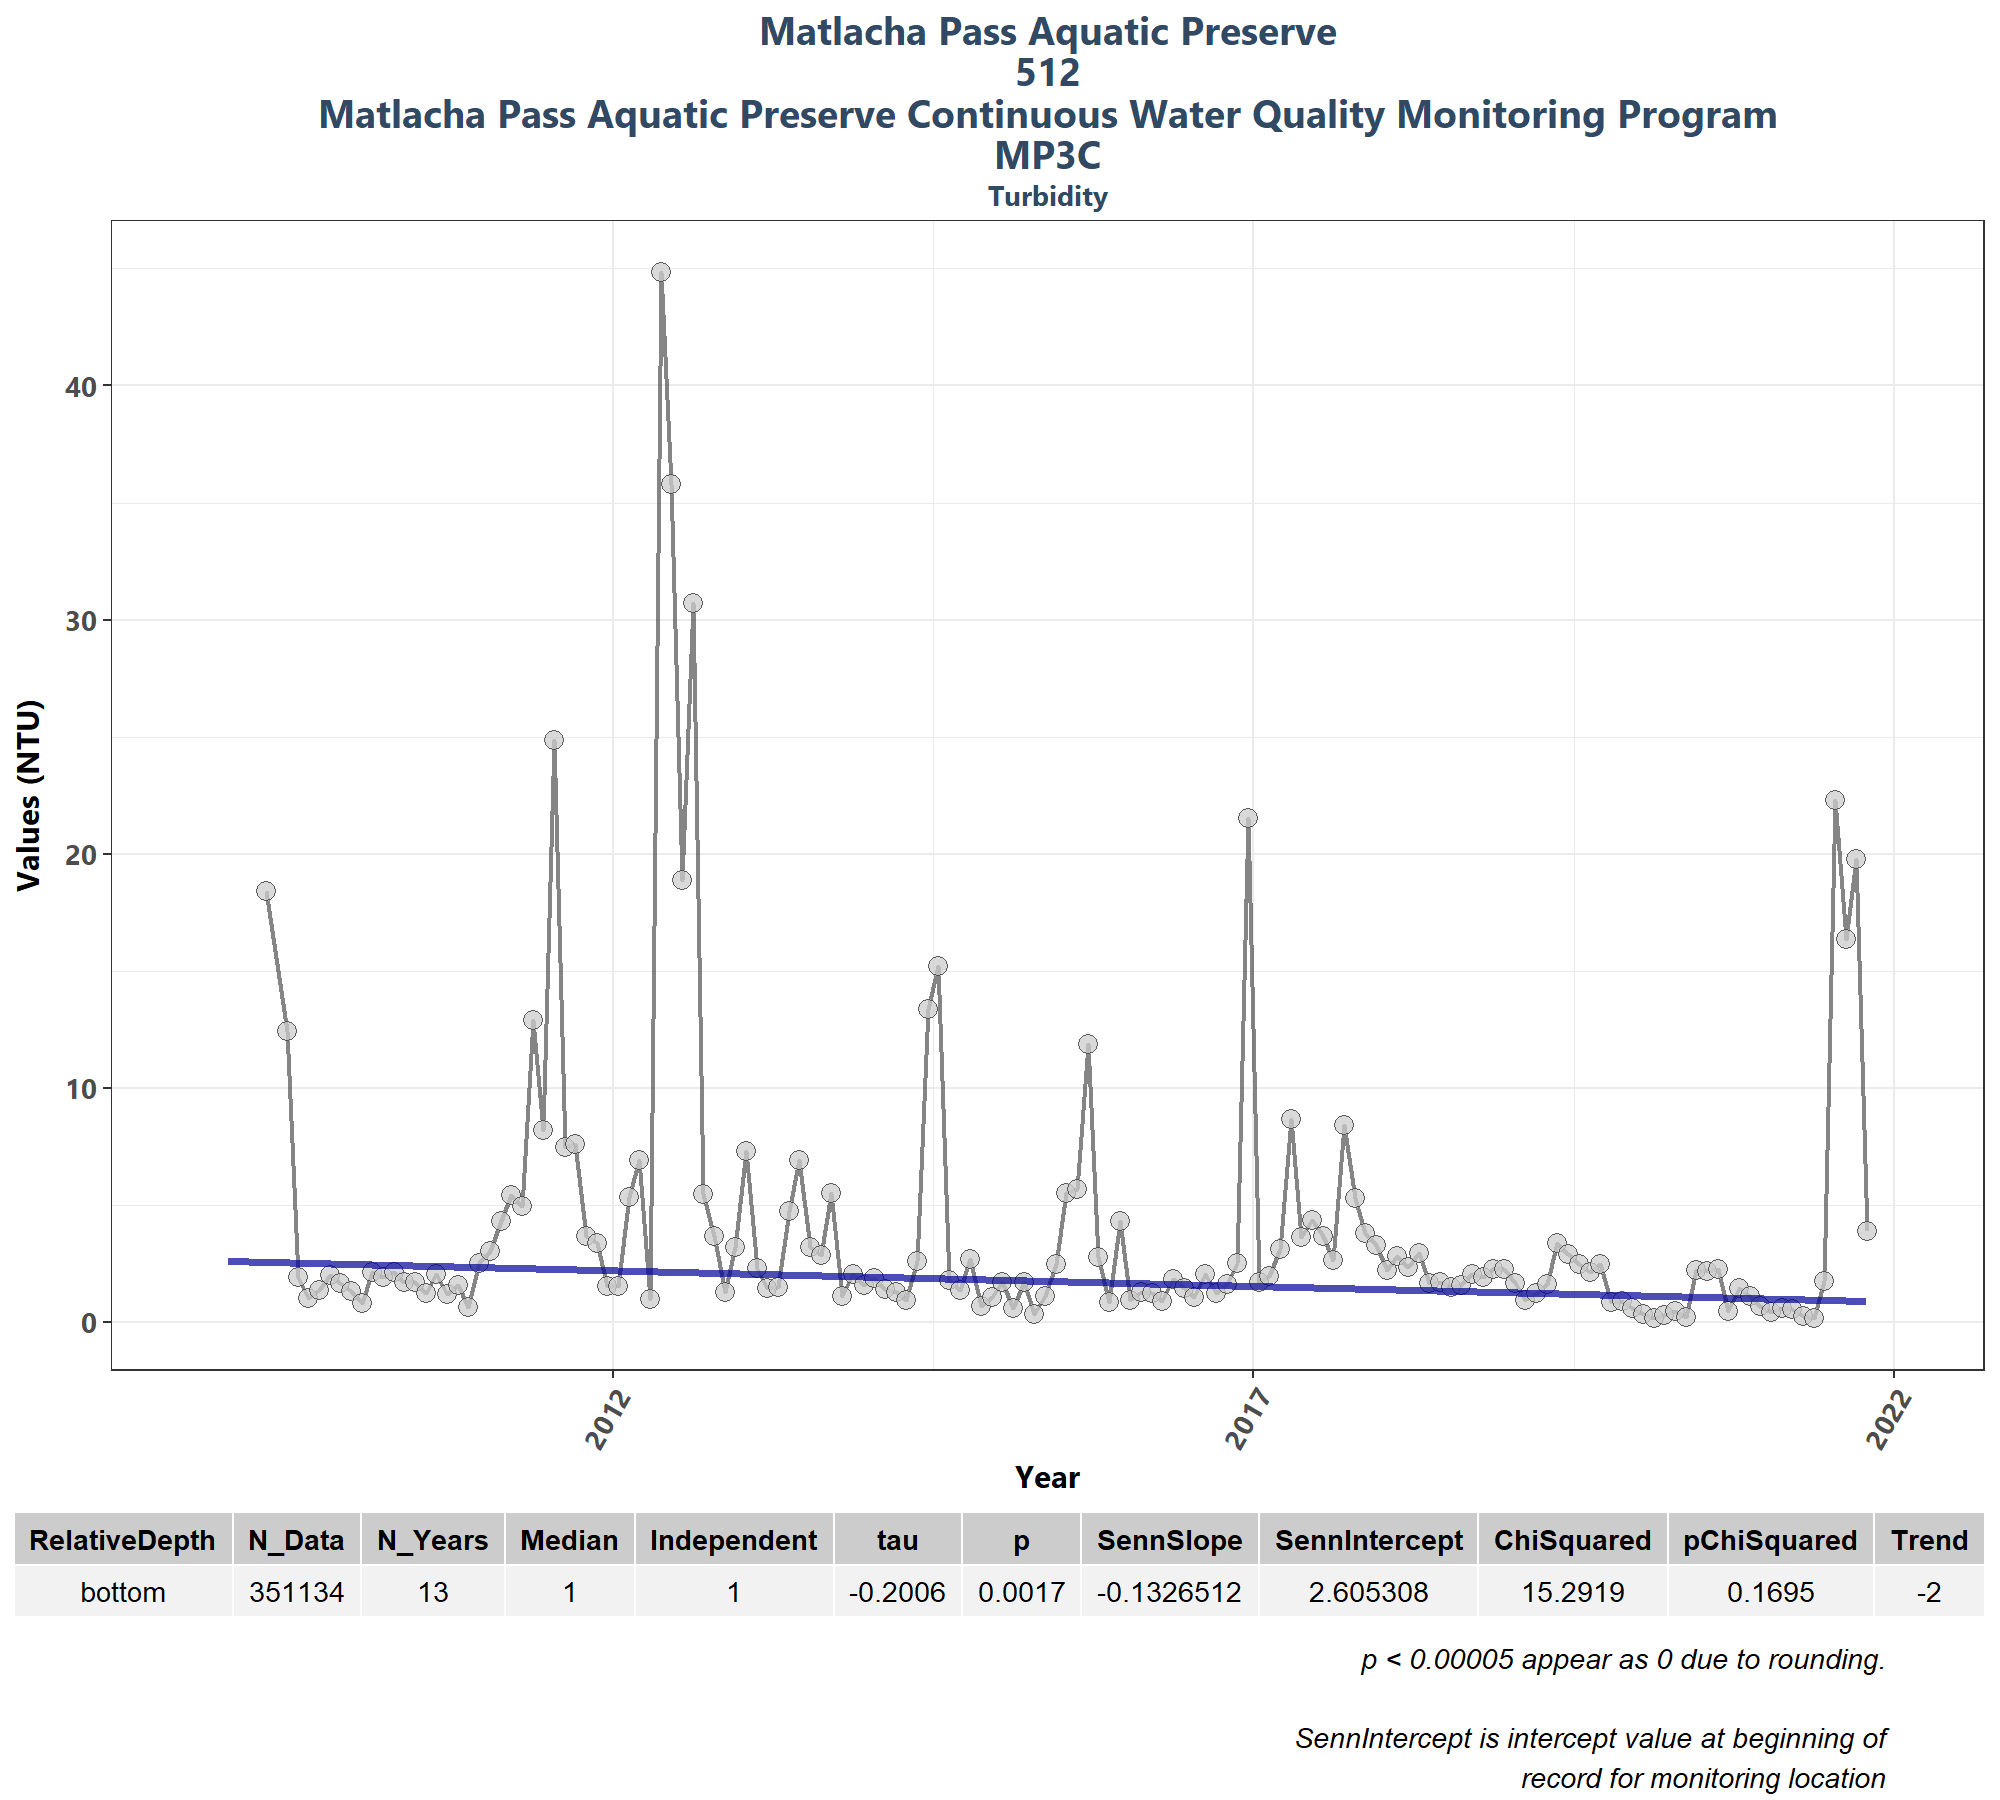 Matlacha Pass Aquatic Preserve
512
Matlacha Pass Aquatic Preserve Continuous Water Quality Monitoring Program
MP3C
Turbidity
Values (NTU)
40
30
20
10
0
2012
2017
2022
Year
RelativeDepth N_Data N_Years Median Independent tau p SennSlope SennIntercept ChiSquared pChiSquared Trend
bottom 351134 13 1 1 -0.2006 0.0017 -0.1326512 2.605308 15.2919 0.1695 -2
p < 0.00005 appear as 0 due to rounding.
SennIntercept is intercept value at beginning of
record for monitoring location